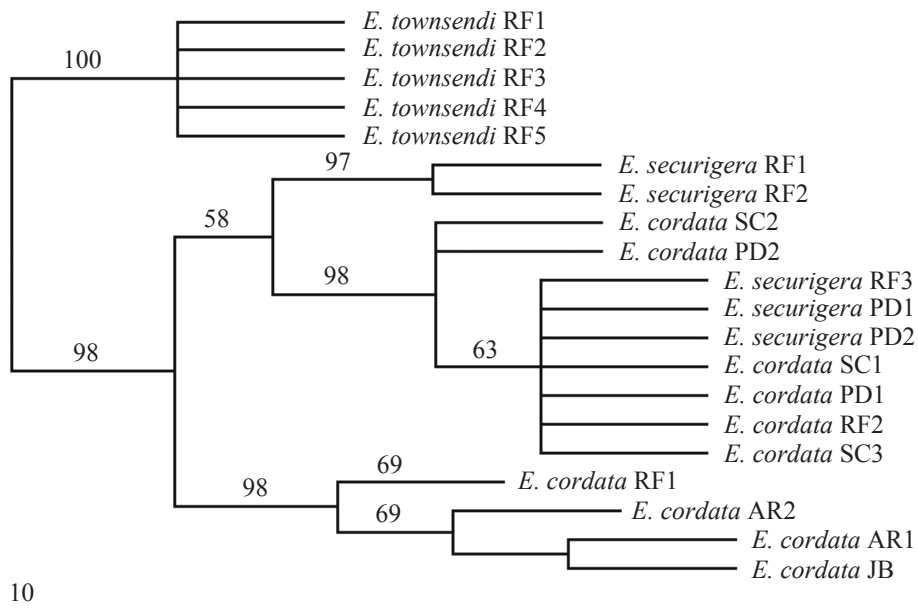 E. townsendi RF1
E. townsendi RF2
100
E. townsendi RF3
E. townsendi RF4
E. townsendi RF5
97
E. securigera RF1
E. securigera RF2
58
E. cordata SC2
E. cordata PD2
98
E. securigera RF3
E. securigera PD1
E. securigera PD2
98
63
E. cordata SC1
E. cordata PD1
E. cordata RF2
E. cordata SC3
69
E. cordata RF1
98
69
E. cordata AR2
E. cordata AR1
E. cordata JB
10